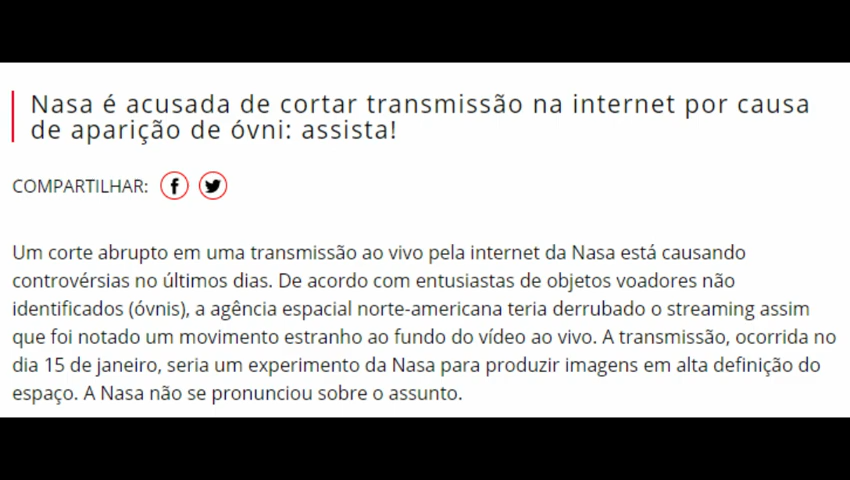 Nasa é acusada de cortar transmissão na internet por causa
de aparição de óvni: assista!
COMPARTILHAR:
Um corte abrupto em uma transmissão ao vivo pela internet da Nasa está causando
controvérsias no últimos dias. De acordo com entusiastas de objetos voadores não
identificados (óvnis), a agência espacial norte-americana teria derrubado o streaming assim
que foi notado um movimento estranho ao fundo do vídeo ao vivo. A transmissão, ocorrida no
dia 15 de janeiro, seria um experimento da Nasa para produzir imagens em alta definição do
espaço. A Nasa não se pronunciou sobre o assunto.